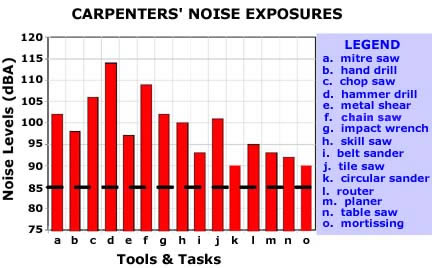 CARPENTERS' NOISE EXPOSURES
Noise Levels (dBA)
120
115
110
105
100
95
90
85
80
75
a b c d e f g h i j k l m n o
Tools & Tasks
LEGEND
a. mitre saw
b. hand drill
c. chop saw
d. hammer drill
e. metal shear
f. chain saw
g. impact wrench
h. skill saw
i. belt sander
j. tile saw
k. circular sander
l. router
m. planer
n. table saw
o. mortissing